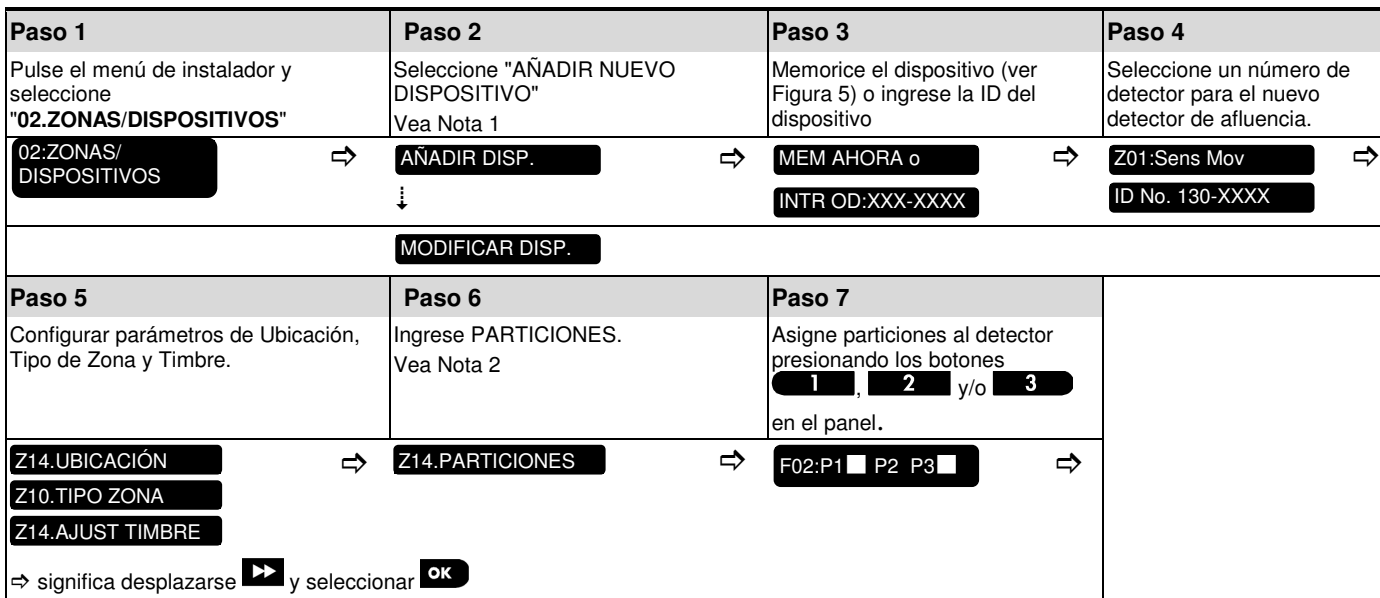 Paso 1
Paso 2
Paso 3
Paso 4
Pulse el menú de instalador y
seleccione
"02.ZONAS/DISPOSITIVOS"
Seleccione "AÑADIR NUEVO
DISPOSITIVO"
Vea Nota 1
Memorice el dispositivo (ver
Figura 5) o ingrese la ID del
dispositivo
Seleccione un número de
detector para el nuevo
detector de afluencia.
02:ZONAS/
DISPOSITIVOS
⇨
AÑADIR DISP.
⇨
MEM AHORA o
INTR OD:XXX-XXXX
⇨
Z01:Sens Mov
ID No. 130-XXXX
⇨
MODIFICAR DISP.
Paso 5
Paso 6
Paso 7
Configurar parámetros de Ubicación,
Tipo de Zona y Timbre.
Ingrese PARTICIONES.
Vea Nota 2
Asigne particiones al detector
presionando los botones
1, 2 y/o 3
en el panel.
Z14.UBICACIÓN
Z10.TIPO ZONA
Z14.AJUST TIMBRE
⇨
Z14.PARTICIONES
⇨
F02:P1■ P2 P3■
⇨
⇨ significa desplazarse ▶▶ y seleccionar OK